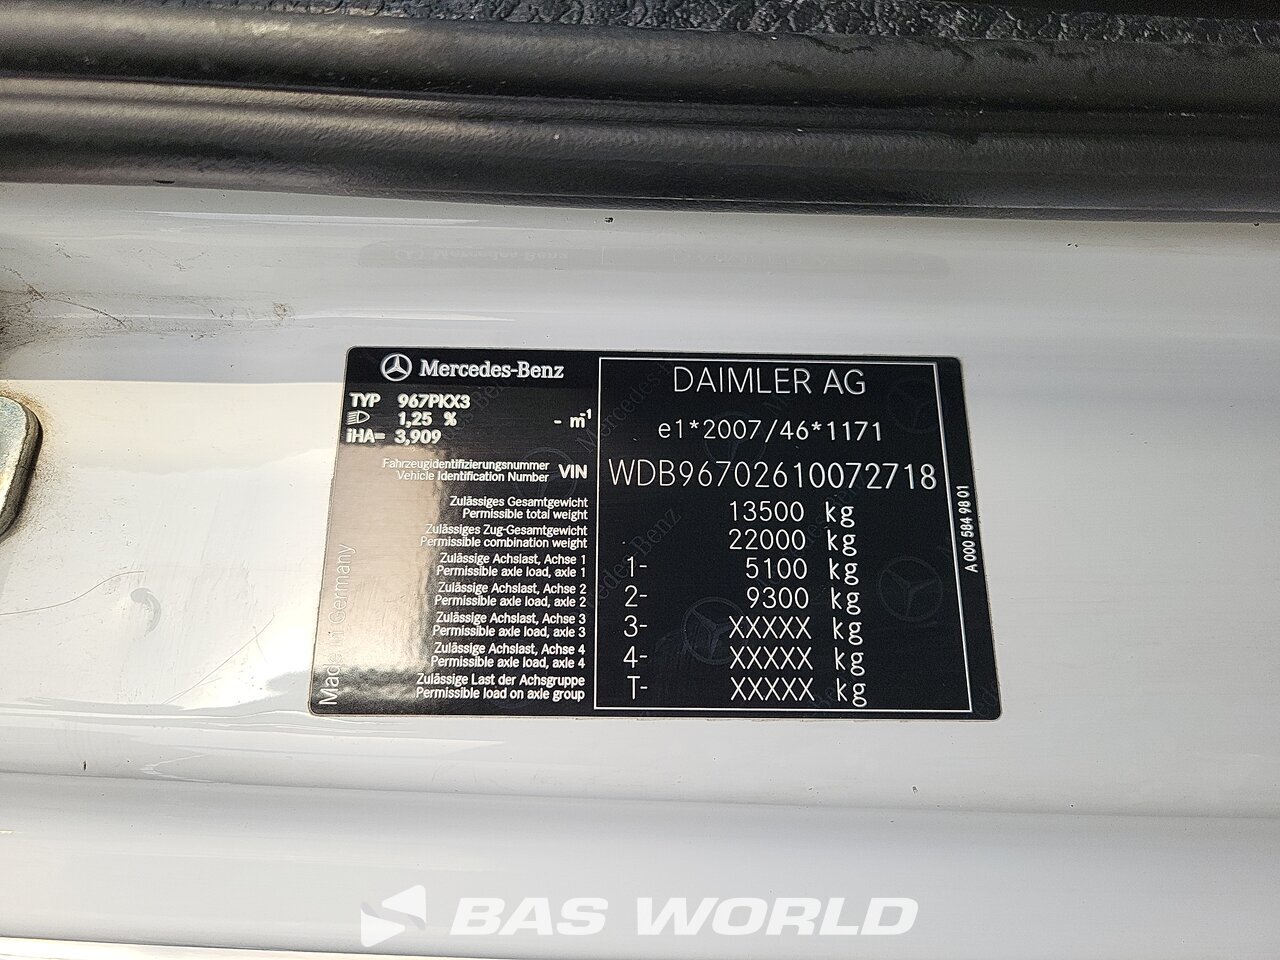 Mercedes-Benz
TYP 967PKX3
1,25 % - m⁻¹
iHA= 3,909
DAIMLER AG
e1*2007/46*1171
Fahrzeugidentifizierungsnummer
Vehicle Identification Number VIN WDB96702610072718
Zulässiges Gesamtgewicht
Permissible total weight 13500 kg
Zulässiges Zug-Gesamtgewicht
Permissible combination weight 22000 kg
Zulässige Achslast, Achse 1
Permissible axle load, axle 1 1- 5100 kg
Zulässige Achslast, Achse 2
Permissible axle load, axle 2 2- 9300 kg
Zulässige Achslast, Achse 3
Permissible axle load, axle 3 3- XXXXX kg
Zulässige Achslast, Achse 4
Permissible axle load, axle 4 4- XXXXX kg
Zulässige Last der Achsgruppe
Permissible load on axle group T- XXXXX kg
Made in Germany
A 000 584 98 01
BAS WORLD